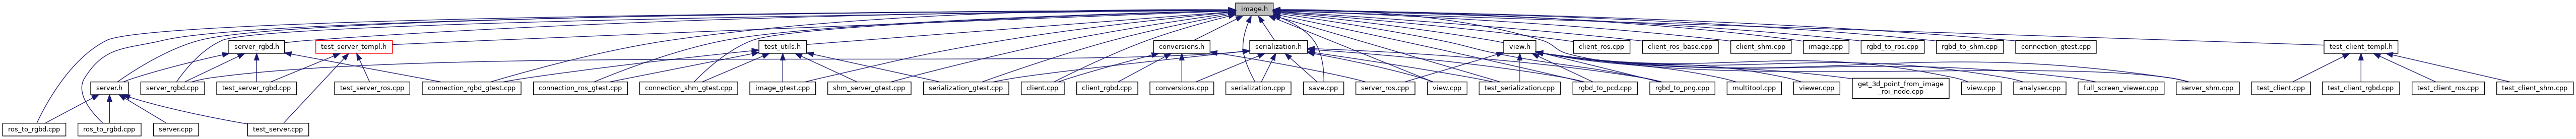 image.h
server_rgbd.h
test_server_templ.h
test_utils.h
conversions.h
serialization.h
view.h
client_ros.cpp
client_ros_base.cpp
client_shm.cpp
image.cpp
rgbd_to_ros.cpp
rgbd_to_shm.cpp
connection_gtest.cpp
test_client_templ.h
server.h
server_rgbd.cpp
test_server_rgbd.cpp
test_server_ros.cpp
connection_rgbd_gtest.cpp
connection_ros_gtest.cpp
connection_shm_gtest.cpp
image_gtest.cpp
shm_server_gtest.cpp
serialization_gtest.cpp
client.cpp
client_rgbd.cpp
conversions.cpp
serialization.cpp
save.cpp
server_ros.cpp
view.cpp
test_serialization.cpp
rgbd_to_pcd.cpp
rgbd_to_png.cpp
multitool.cpp
viewer.cpp
get_3d_point_from_image
_roi_node.cpp
view.cpp
analyser.cpp
full_screen_viewer.cpp
server_shm.cpp
test_client.cpp
test_client_rgbd.cpp
test_client_ros.cpp
test_client_shm.cpp
ros_to_rgbd.cpp
ros_to_rgbd.cpp
server.cpp
test_server.cpp